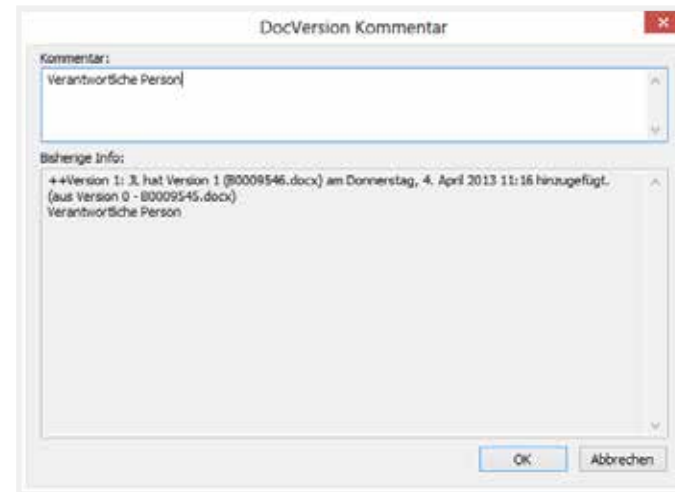 DocVersion Kommentar
Kommentar:
Verantwortliche Person
Bisherige Info:
++Version 1: JL hat Version 1 (B0009546.docx) am Donnerstag, 4. April 2013 11:16 hinzugefügt.
(aus Version 0 - B0009545.docx)
Verantwortliche Person
OK
Abbrechen